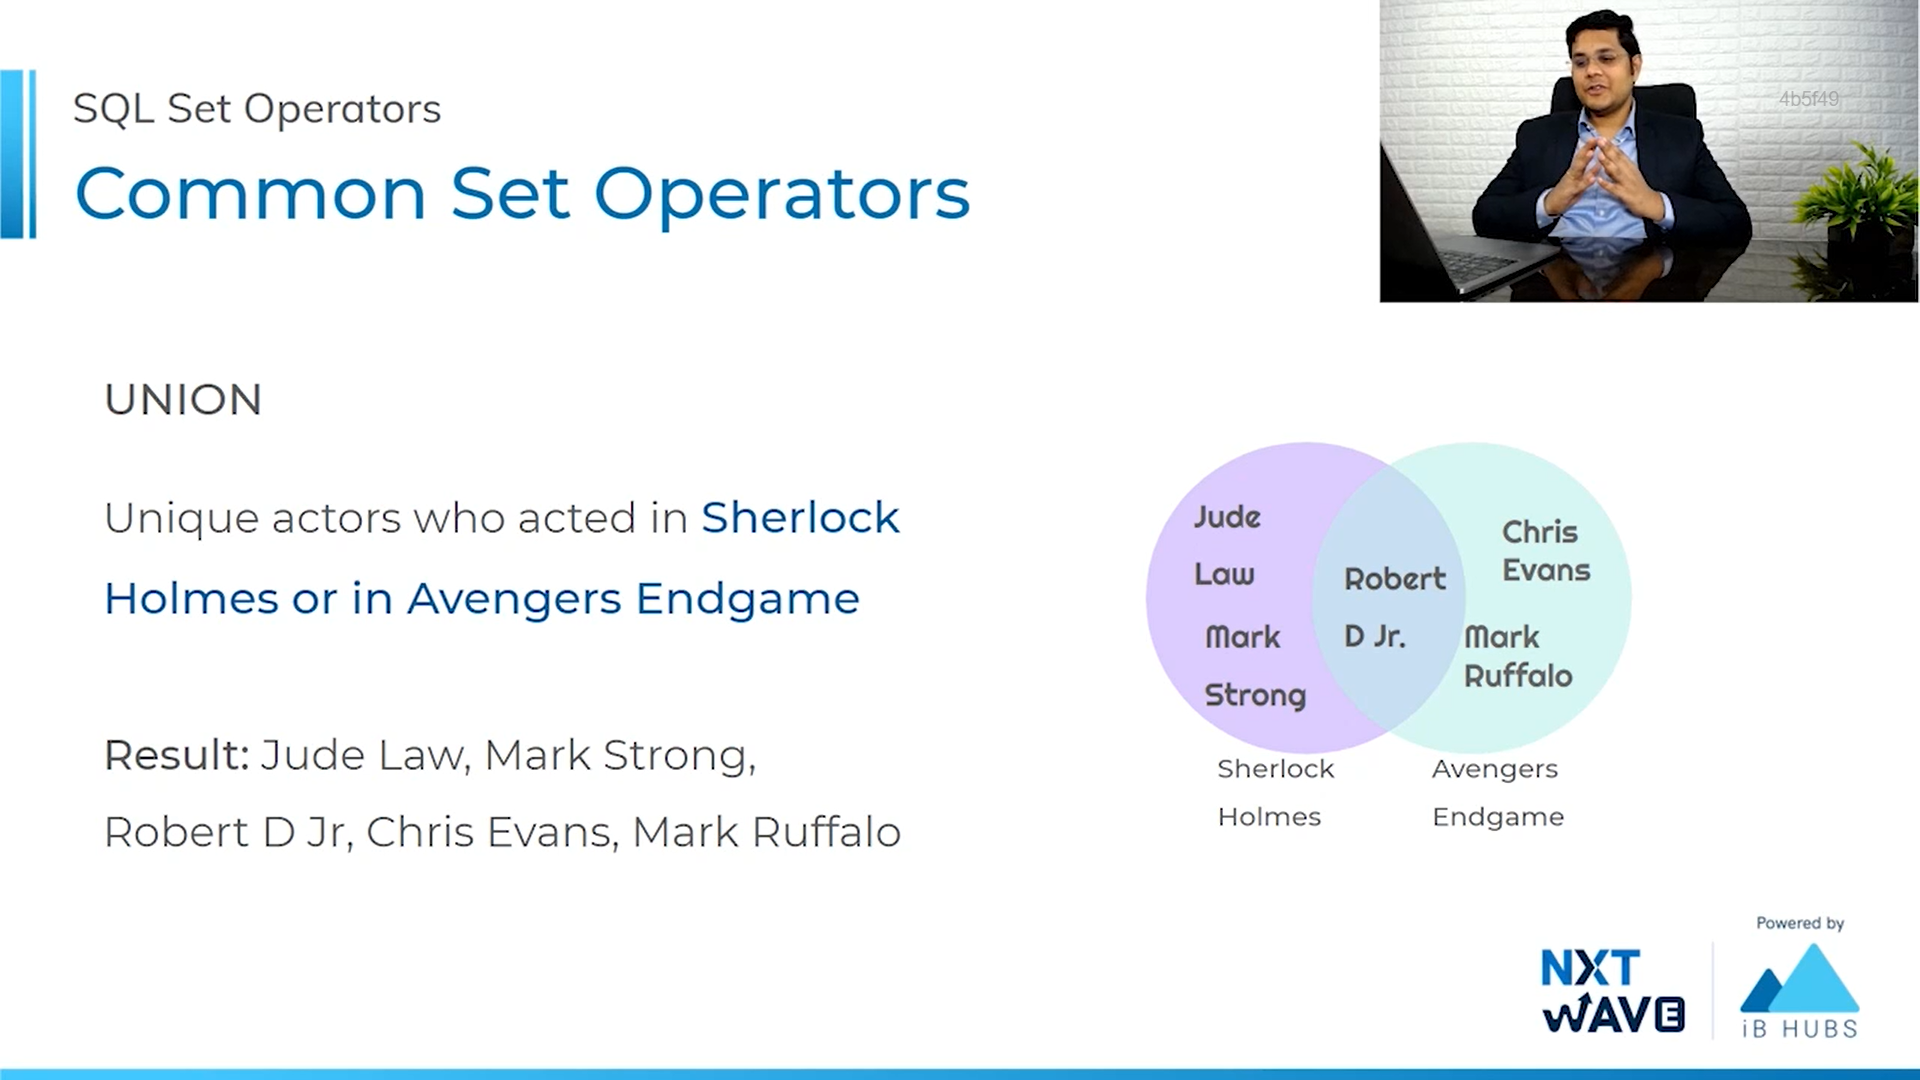 SQL Set Operators
Common Set Operators
4b5f49
UNION
Unique actors who acted in Sherlock
Holmes or in Avengers Endgame
Result: Jude Law, Mark Strong,
Robert D Jr, Chris Evans, Mark Ruffalo
Jude
Law
Mark
Strong
Robert
D Jr.
Chris
Evans
Mark
Ruffalo
Sherlock
Holmes
Avengers
Endgame
NXT
WAVE
Powered by
iB HUBS